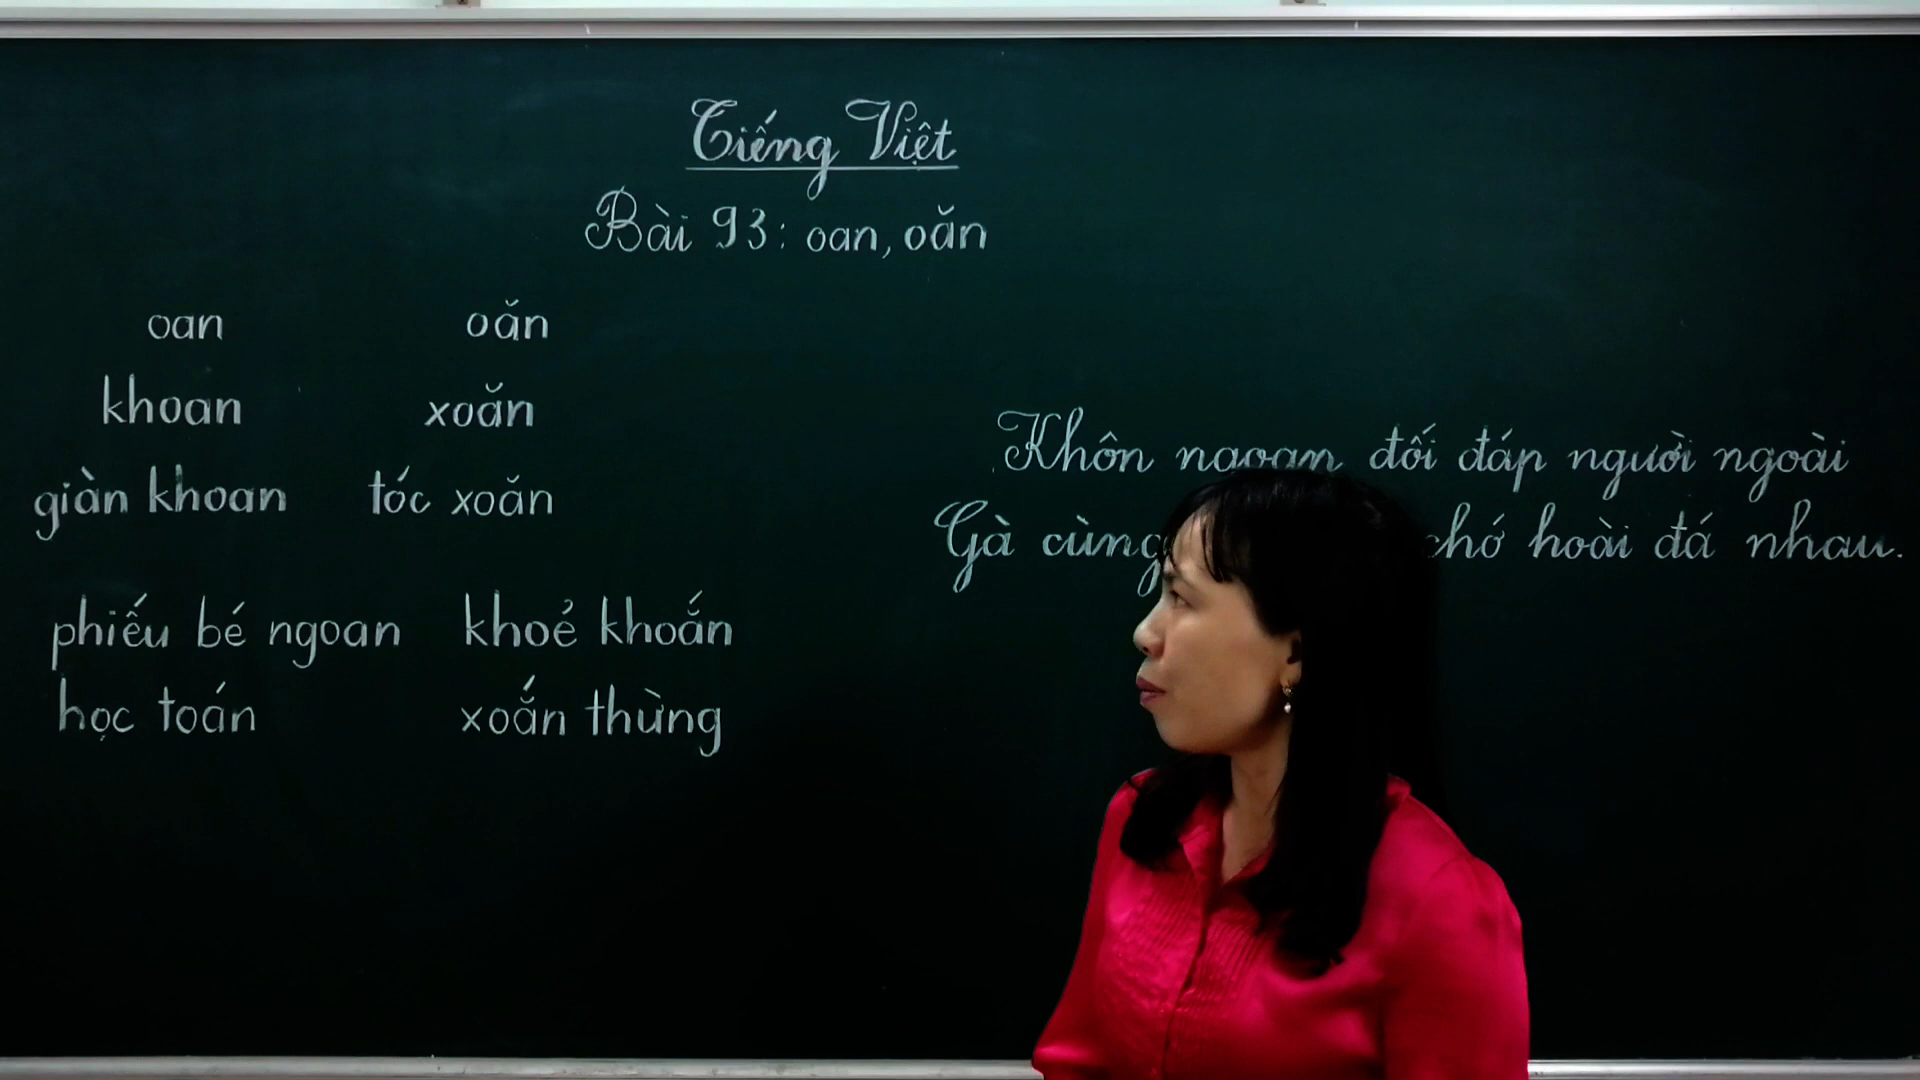 Tiếng Việt
Bài 93: oan, oăn
oan oăn
khoan xoăn
giàn khoan tóc xoăn
phiếu bé ngoan khoẻ khoắn
học toán xoắn thừng
Khôn ngoan đối đáp người ngoài
Gà cùng chớ hoài đá nhau.